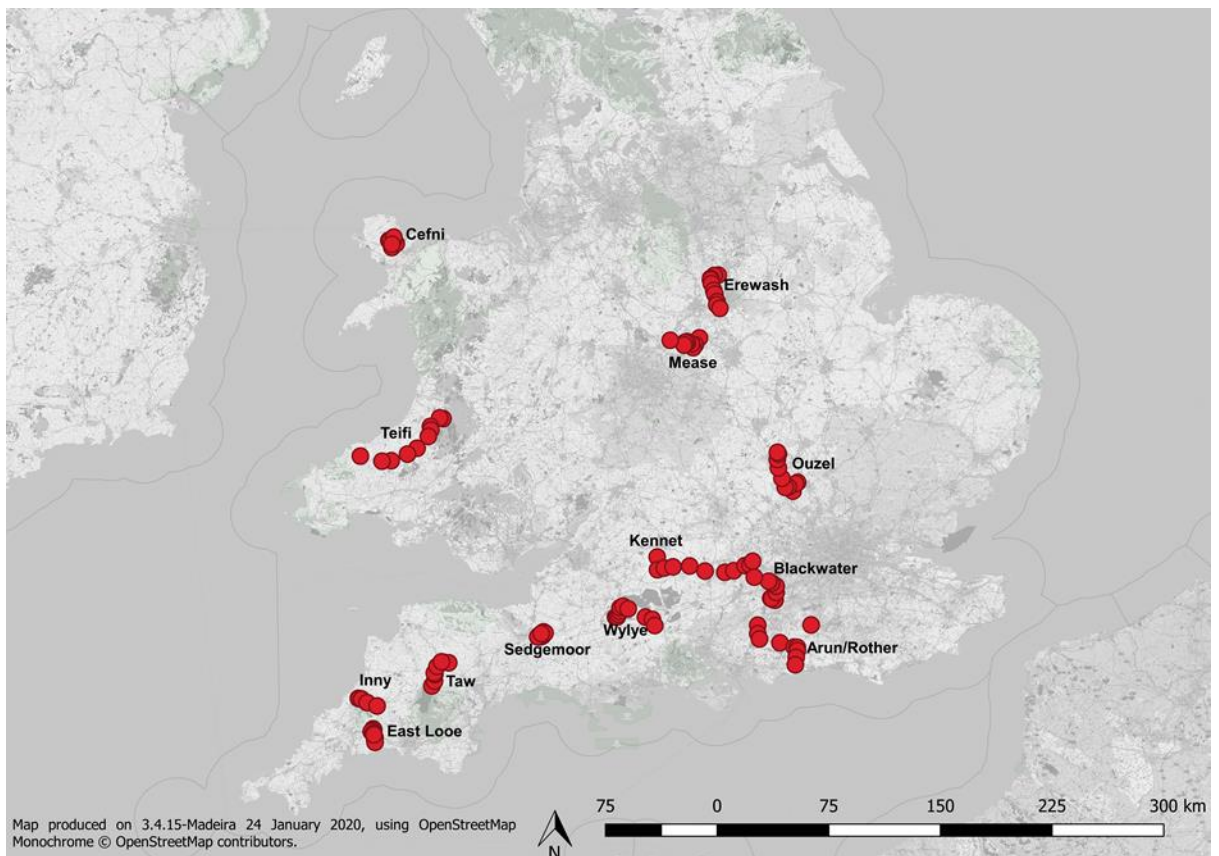 Cefni
Erewash
Mease
Teifi
Ouzel
Kennet
Blackwater
Wylye
Sedgemoor
Arun/Rother
Inny
Taw
East Looe
75 0 75 150 225 300 km
Map produced on 3.4.15-Madeira 24 January 2020, using OpenStreetMap
Monochrome © OpenStreetMap contributors.
N